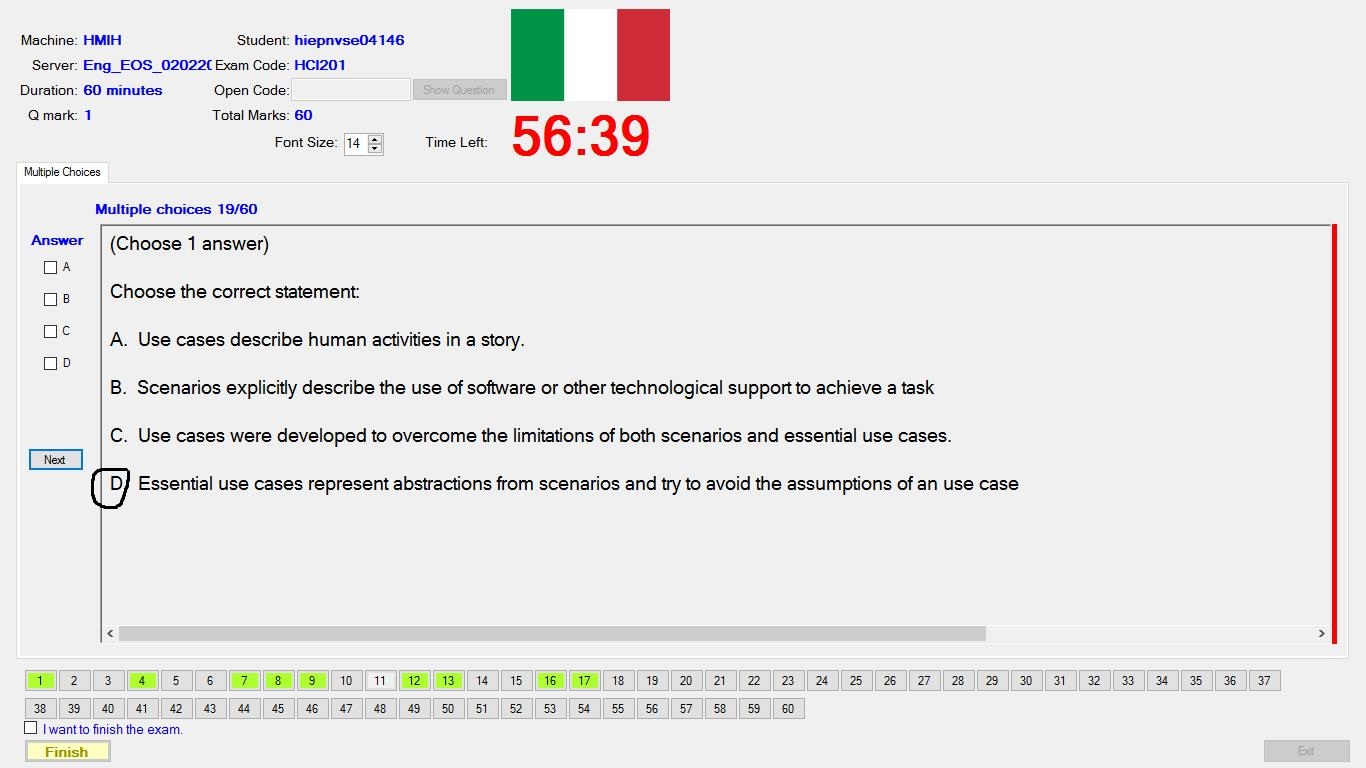 Machine: HMIH Student: hiepnvse04146
Server: Eng_EOS_02022 Exam Code: HCI201
Duration: 60 minutes Open Code: Show Question
Q mark: 1 Total Marks: 60
Font Size: 14 Time Left: 56:39
Multiple Choices
Multiple choices 19/60
Answer
A
B
C
D
Next
(Choose 1 answer)
Choose the correct statement:
A. Use cases describe human activities in a story.
B. Scenarios explicitly describe the use of software or other technological support to achieve a task
C. Use cases were developed to overcome the limitations of both scenarios and essential use cases.
D. Essential use cases represent abstractions from scenarios and try to avoid the assumptions of an use case
1 2 3 4 5 6 7 8 9 10 11 12 13 14 15 16 17 18 19 20 21 22 23 24 25 26 27 28 29 30 31 32 33 34 35 36 37
38 39 40 41 42 43 44 45 46 47 48 49 50 51 52 53 54 55 56 57 58 59 60
I want to finish the exam.
Finish Exit